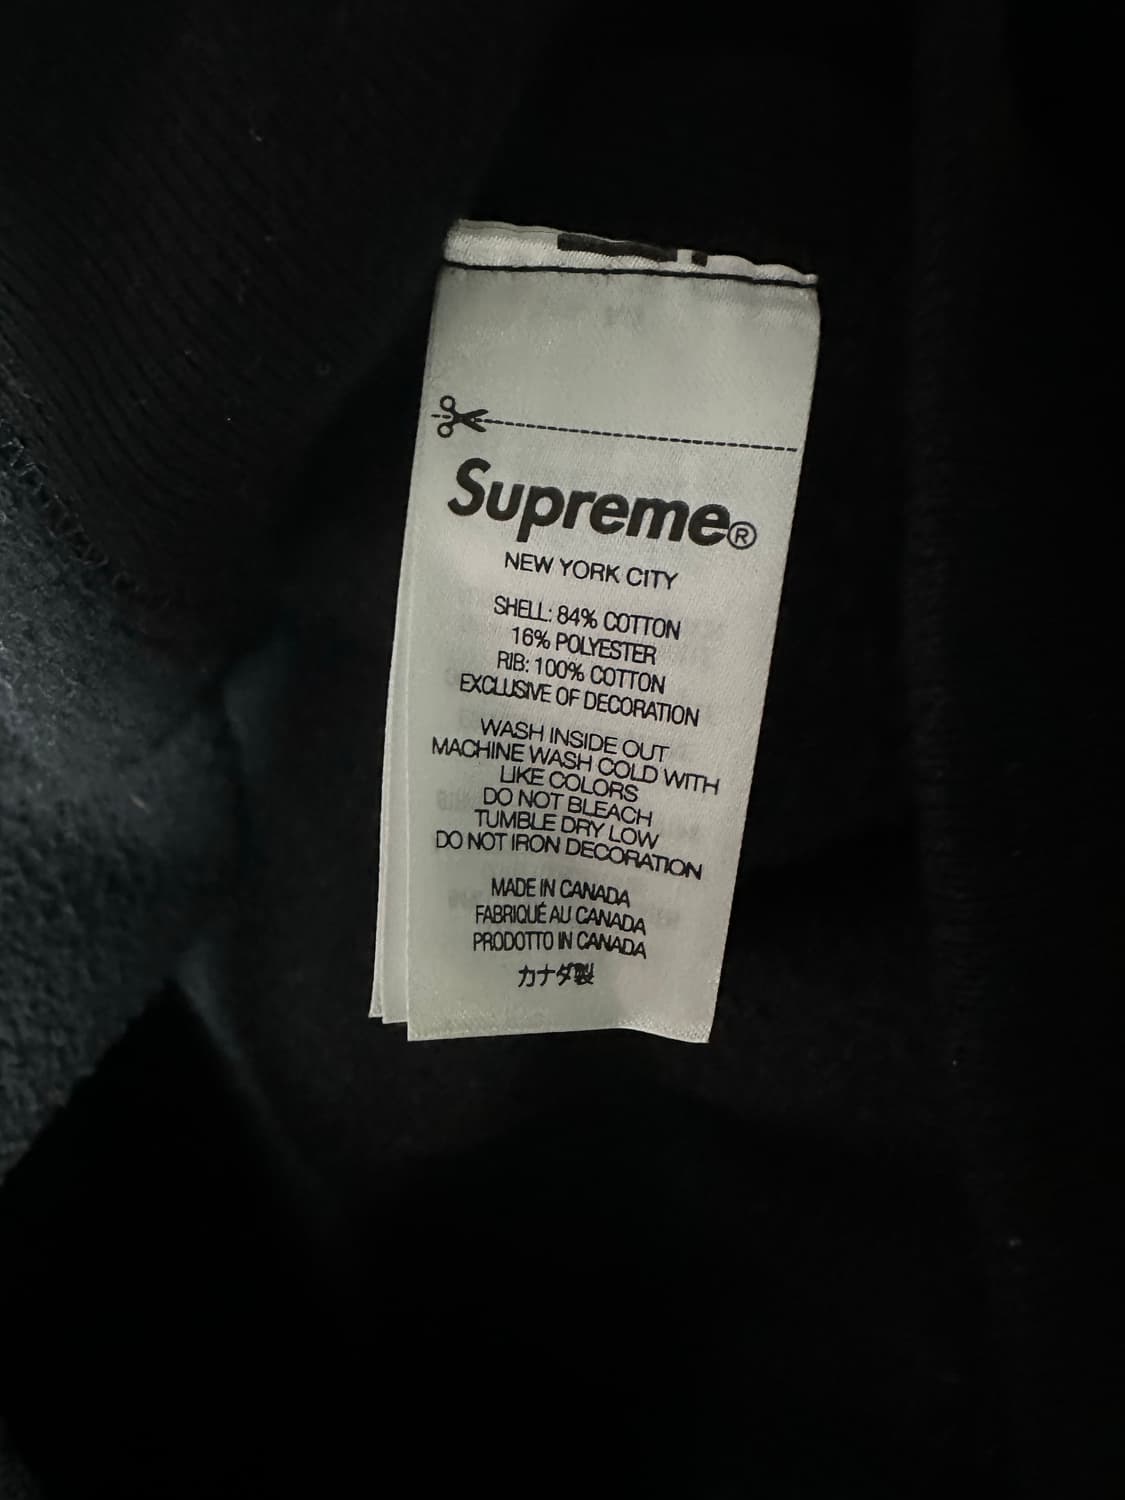 Supreme®
NEW YORK CITY
SHELL: 84% COTTON
16% POLYESTER
RIB: 100% COTTON
EXCLUSIVE OF DECORATION
WASH INSIDE OUT
MACHINE WASH COLD WITH
LIKE COLORS
DO NOT BLEACH
TUMBLE DRY LOW
DO NOT IRON DECORATION
MADE IN CANADA
FABRIQUÉ AU CANADA
PRODOTTO IN CANADA
カナダ製